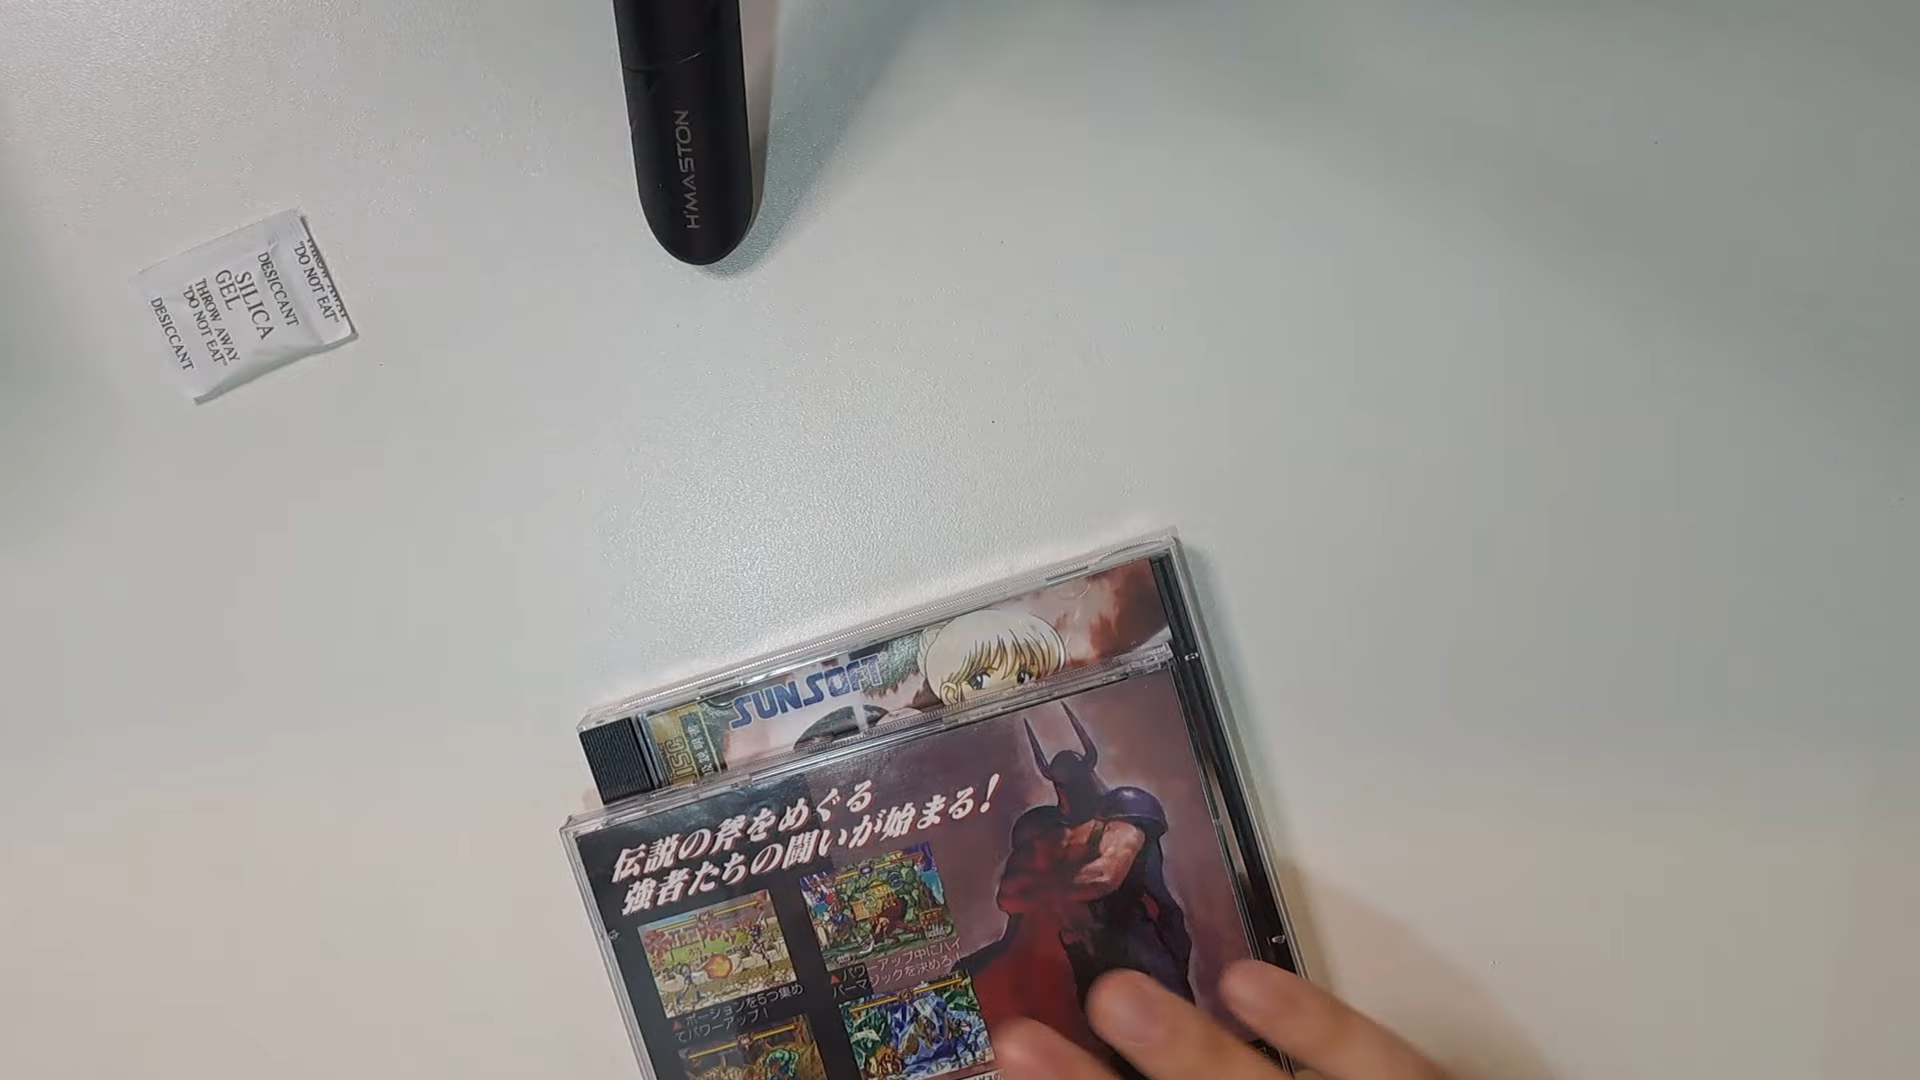 H'MASTON
"DO NOT EAT"
DESICCANT
SILICA
GEL
THROW AWAY
"DO NOT EAT"
DESICCANT
SUNSOFT
DISC
伝説の斧をめぐる
強者たちの闘いが始まる!
▲ポーションを5つ集め
てパワーアップ!
▲パワーアップ中にハイ
パーマジックを決めろ!